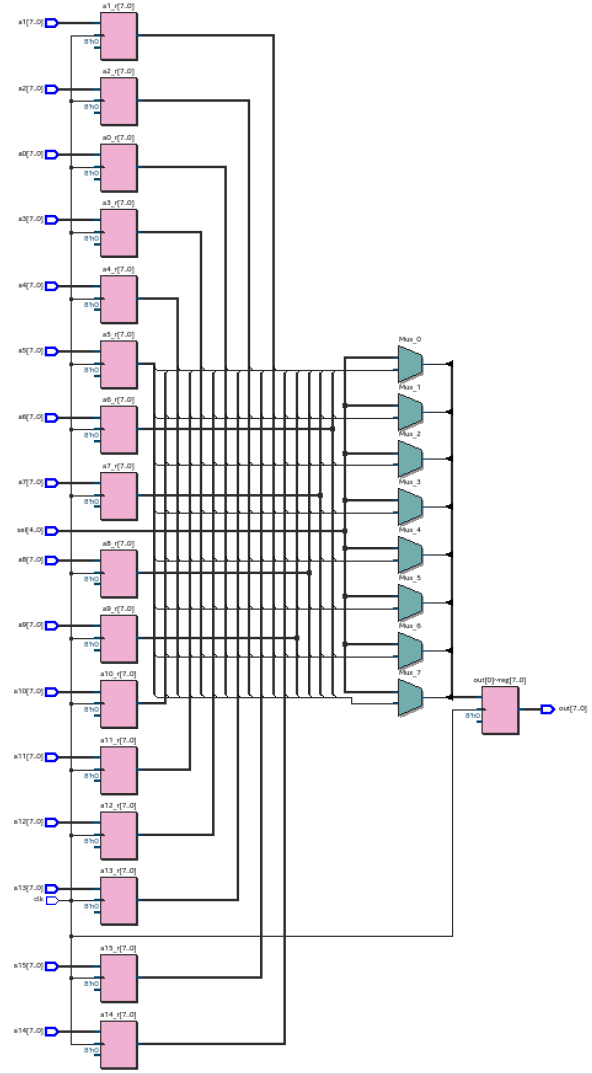 a1_r[7..0]
a1[7..0]
8'h0
a2_r[7..0]
a2[7..0]
8'h0
a0_r[7..0]
a0[7..0]
8'h0
a3_r[7..0]
a3[7..0]
8'h0
a4_r[7..0]
a4[7..0]
8'h0
a5_r[7..0]
a5[7..0]
8'h0
Mux_0
Mux_1
a6_r[7..0]
a6[7..0]
8'h0
Mux_2
a7_r[7..0]
a7[7..0]
8'h0
Mux_3
sel[4..0]
Mux_4
a8_r[7..0]
a8[7..0]
8'h0
Mux_5
a9_r[7..0]
a9[7..0]
8'h0
Mux_6
a10_r[7..0]
a10[7..0]
8'h0
Mux_7
out[0]~reg[7..0]
8'h0
out[7..0]
a11_r[7..0]
a11[7..0]
8'h0
a12_r[7..0]
a12[7..0]
8'h0
a13_r[7..0]
a13[7..0]
clk
8'h0
a15_r[7..0]
a15[7..0]
8'h0
a14_r[7..0]
a14[7..0]
8'h0